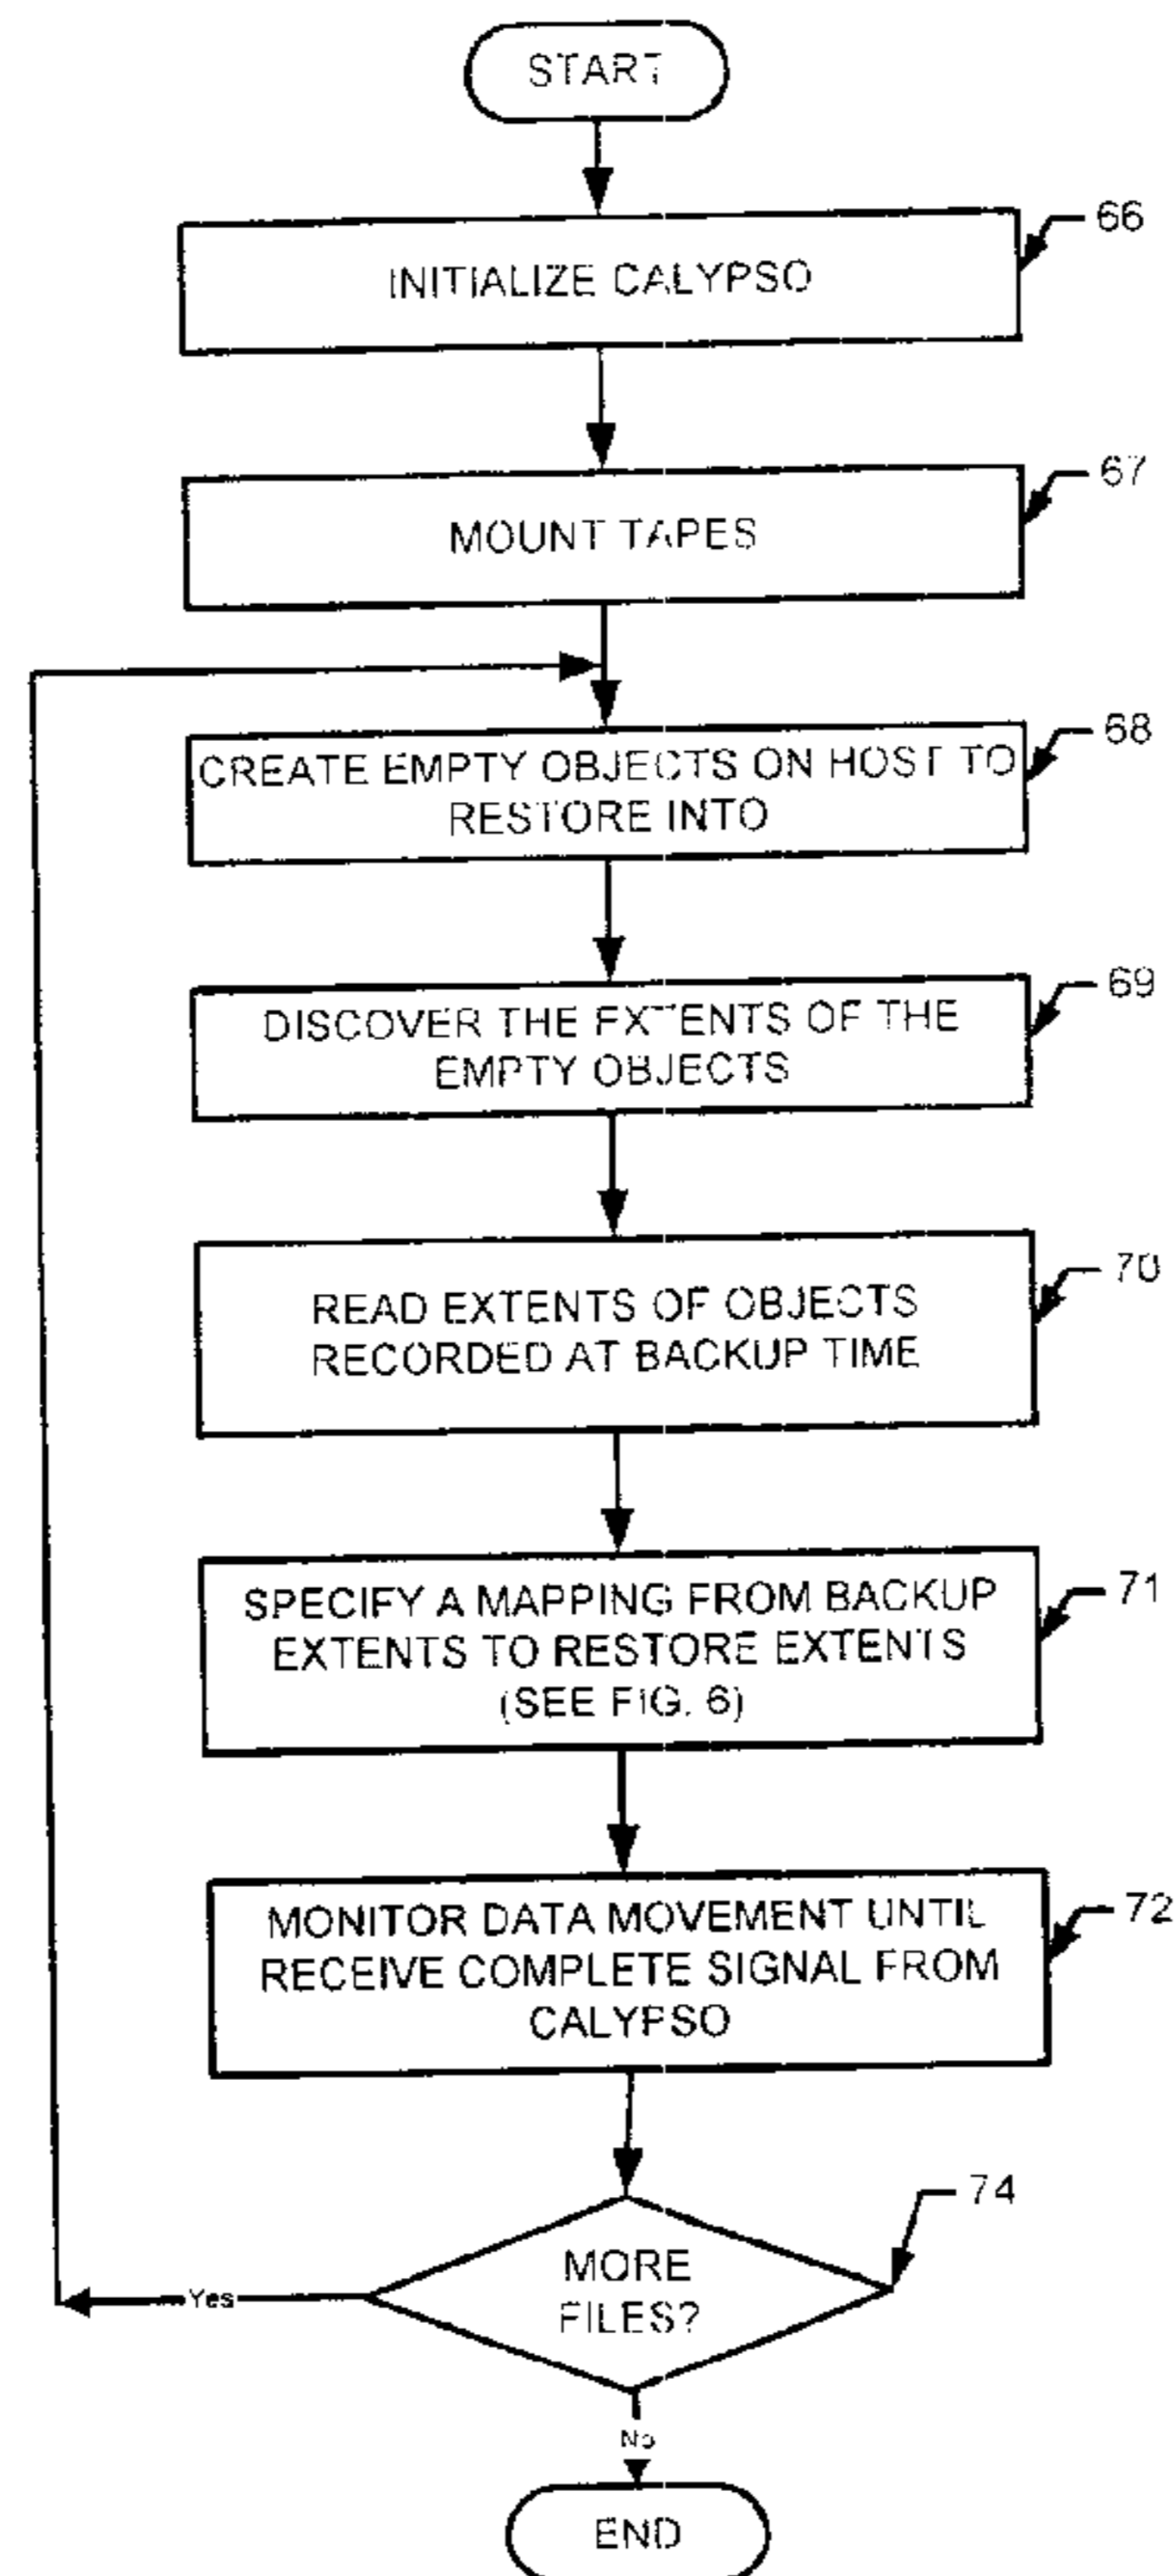 START
66
INITIALIZE CALYPSO
67
MOUNT TAPES
68
CREATE EMPTY OBJECTS ON HOST TO
RESTORE INTO
69
DISCOVER THE EXTENTS OF THE
EMPTY OBJECTS
70
READ EXTENTS OF OBJECTS
RECORDED AT BACKUP TIME
71
SPECIFY A MAPPING FROM BACKUP
EXTENTS TO RESTORE EXTENTS
(SEE FIG. 6)
72
MONITOR DATA MOVEMENT UNTIL
RECEIVE COMPLETE SIGNAL FROM
CALYPSO
74
MORE
FILES?
Yes
No
END